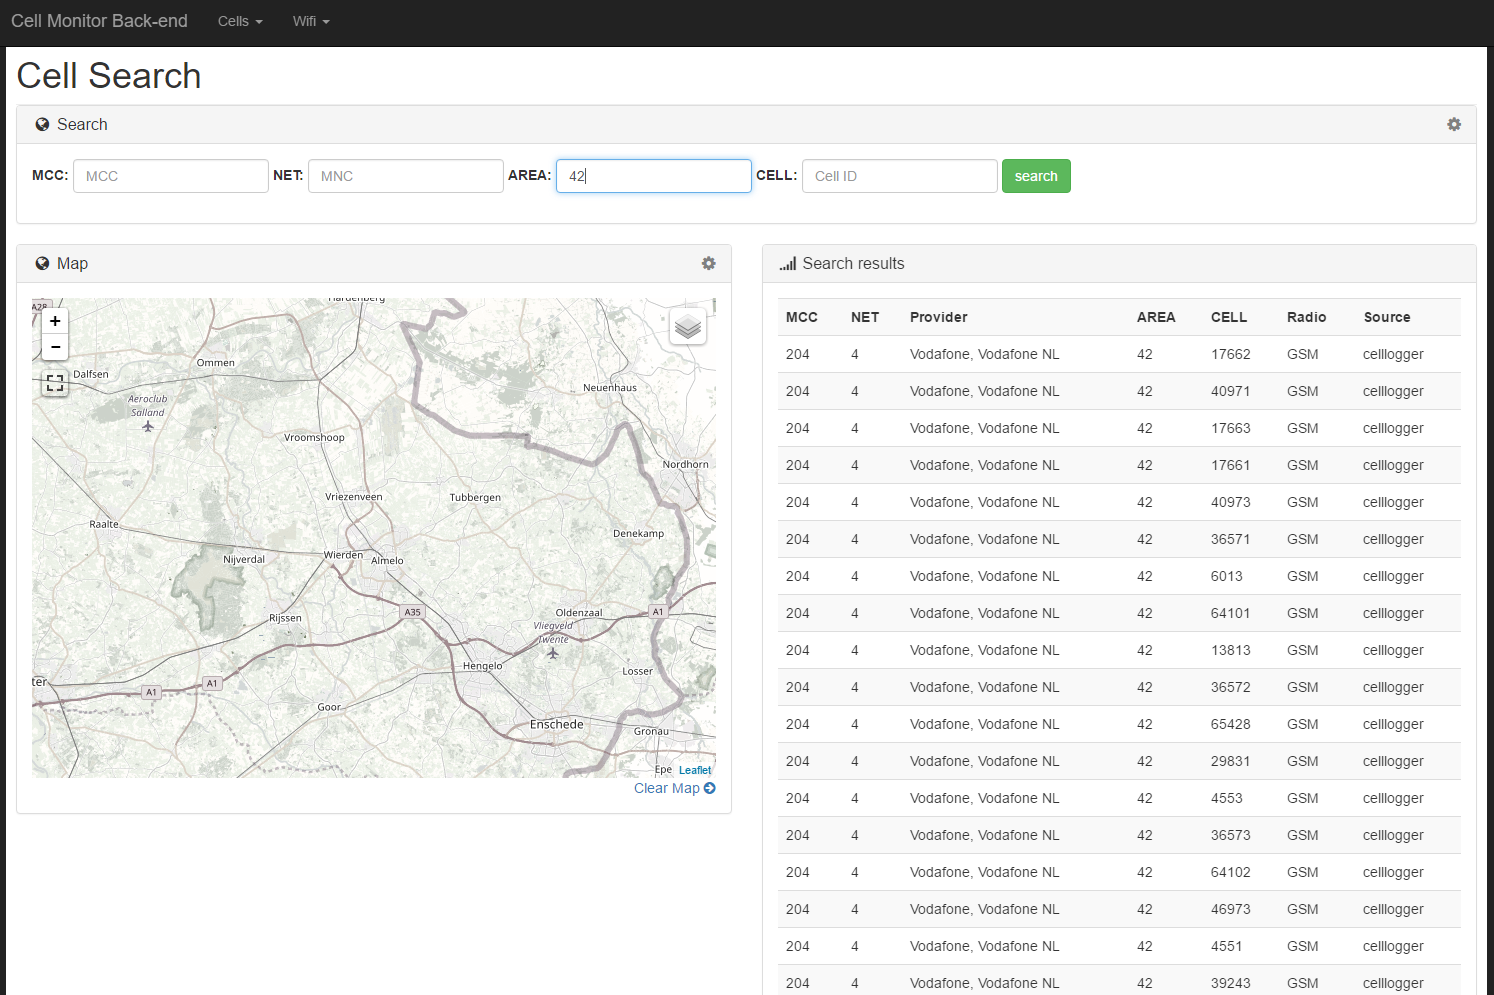 Cell Monitor Back-end Cells Wifi
Cell Search
Search
MCC: MCC NET: MNC AREA: 42 CELL: Cell ID search
Map
Hardenberg
A28
+
−
Ommen
Dalfsen
Neuenhaus
Aeroclub
Salland
Vroomshoop
Nordhorn
Vriezenveen
Tubbergen
Raalte
Denekamp
Wierden
Nijverdal
Almelo
A35
Oldenzaal
A1
Rijssen
Vliegveld
Twente
Hengelo
Losser
ter
A1
A1
Goor
Enschede
Gronau
Epe
Leaflet
Clear Map
Search results
MCC NET Provider AREA CELL Radio Source
204 4 Vodafone, Vodafone NL 42 17662 GSM celllogger
204 4 Vodafone, Vodafone NL 42 40971 GSM celllogger
204 4 Vodafone, Vodafone NL 42 17663 GSM celllogger
204 4 Vodafone, Vodafone NL 42 17661 GSM celllogger
204 4 Vodafone, Vodafone NL 42 40973 GSM celllogger
204 4 Vodafone, Vodafone NL 42 36571 GSM celllogger
204 4 Vodafone, Vodafone NL 42 6013 GSM celllogger
204 4 Vodafone, Vodafone NL 42 64101 GSM celllogger
204 4 Vodafone, Vodafone NL 42 13813 GSM celllogger
204 4 Vodafone, Vodafone NL 42 36572 GSM celllogger
204 4 Vodafone, Vodafone NL 42 65428 GSM celllogger
204 4 Vodafone, Vodafone NL 42 29831 GSM celllogger
204 4 Vodafone, Vodafone NL 42 4553 GSM celllogger
204 4 Vodafone, Vodafone NL 42 36573 GSM celllogger
204 4 Vodafone, Vodafone NL 42 64102 GSM celllogger
204 4 Vodafone, Vodafone NL 42 46973 GSM celllogger
204 4 Vodafone, Vodafone NL 42 4551 GSM celllogger
204 4 Vodafone, Vodafone NL 42 39243 GSM celllogger